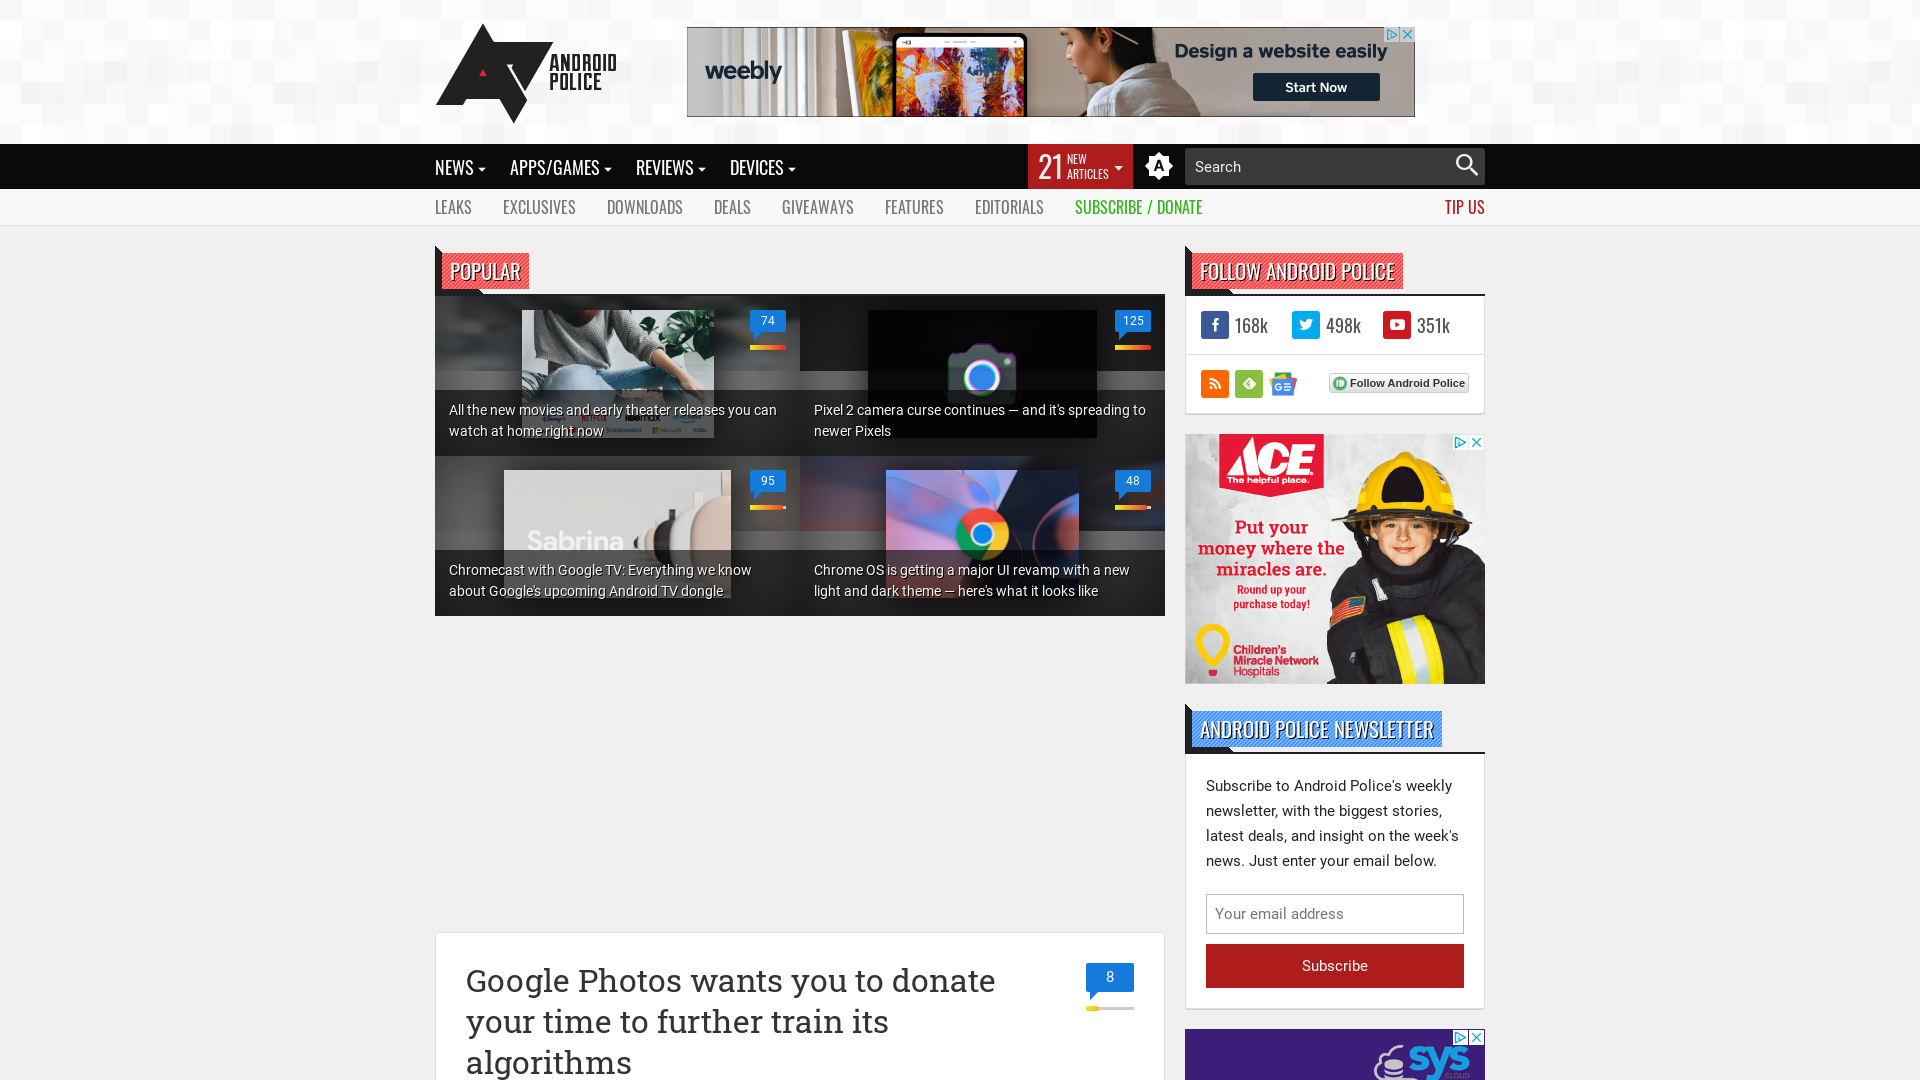 ANDROID
POLICE
weebly
Design a website easily
Start Now
NEWS
APPS/GAMES
REVIEWS
DEVICES
21 NEW ARTICLES
Search
LEAKS
EXCLUSIVES
DOWNLOADS
DEALS
GIVEAWAYS
FEATURES
EDITORIALS
SUBSCRIBE / DONATE
TIP US
POPULAR
74
All the new movies and early theater releases you can
watch at home right now
125
Pixel 2 camera curse continues — and it's spreading to
newer Pixels
95
Sabrina
Chromecast with Google TV: Everything we know
about Google's upcoming Android TV dongle
48
Chrome OS is getting a major UI revamp with a new
light and dark theme — here's what it looks like
Google Photos wants you to donate
your time to further train its
algorithms
8
FOLLOW ANDROID POLICE
168k
498k
351k
Follow Android Police
ACE
The helpful place.
Put your
money where the
miracles are.
Round up your
purchase today!
Children's
Miracle Network
Hospitals
ANDROID POLICE NEWSLETTER
Subscribe to Android Police's weekly
newsletter, with the biggest stories,
latest deals, and insight on the week's
news. Just enter your email below.
Your email address
Subscribe
sys
CLOUD